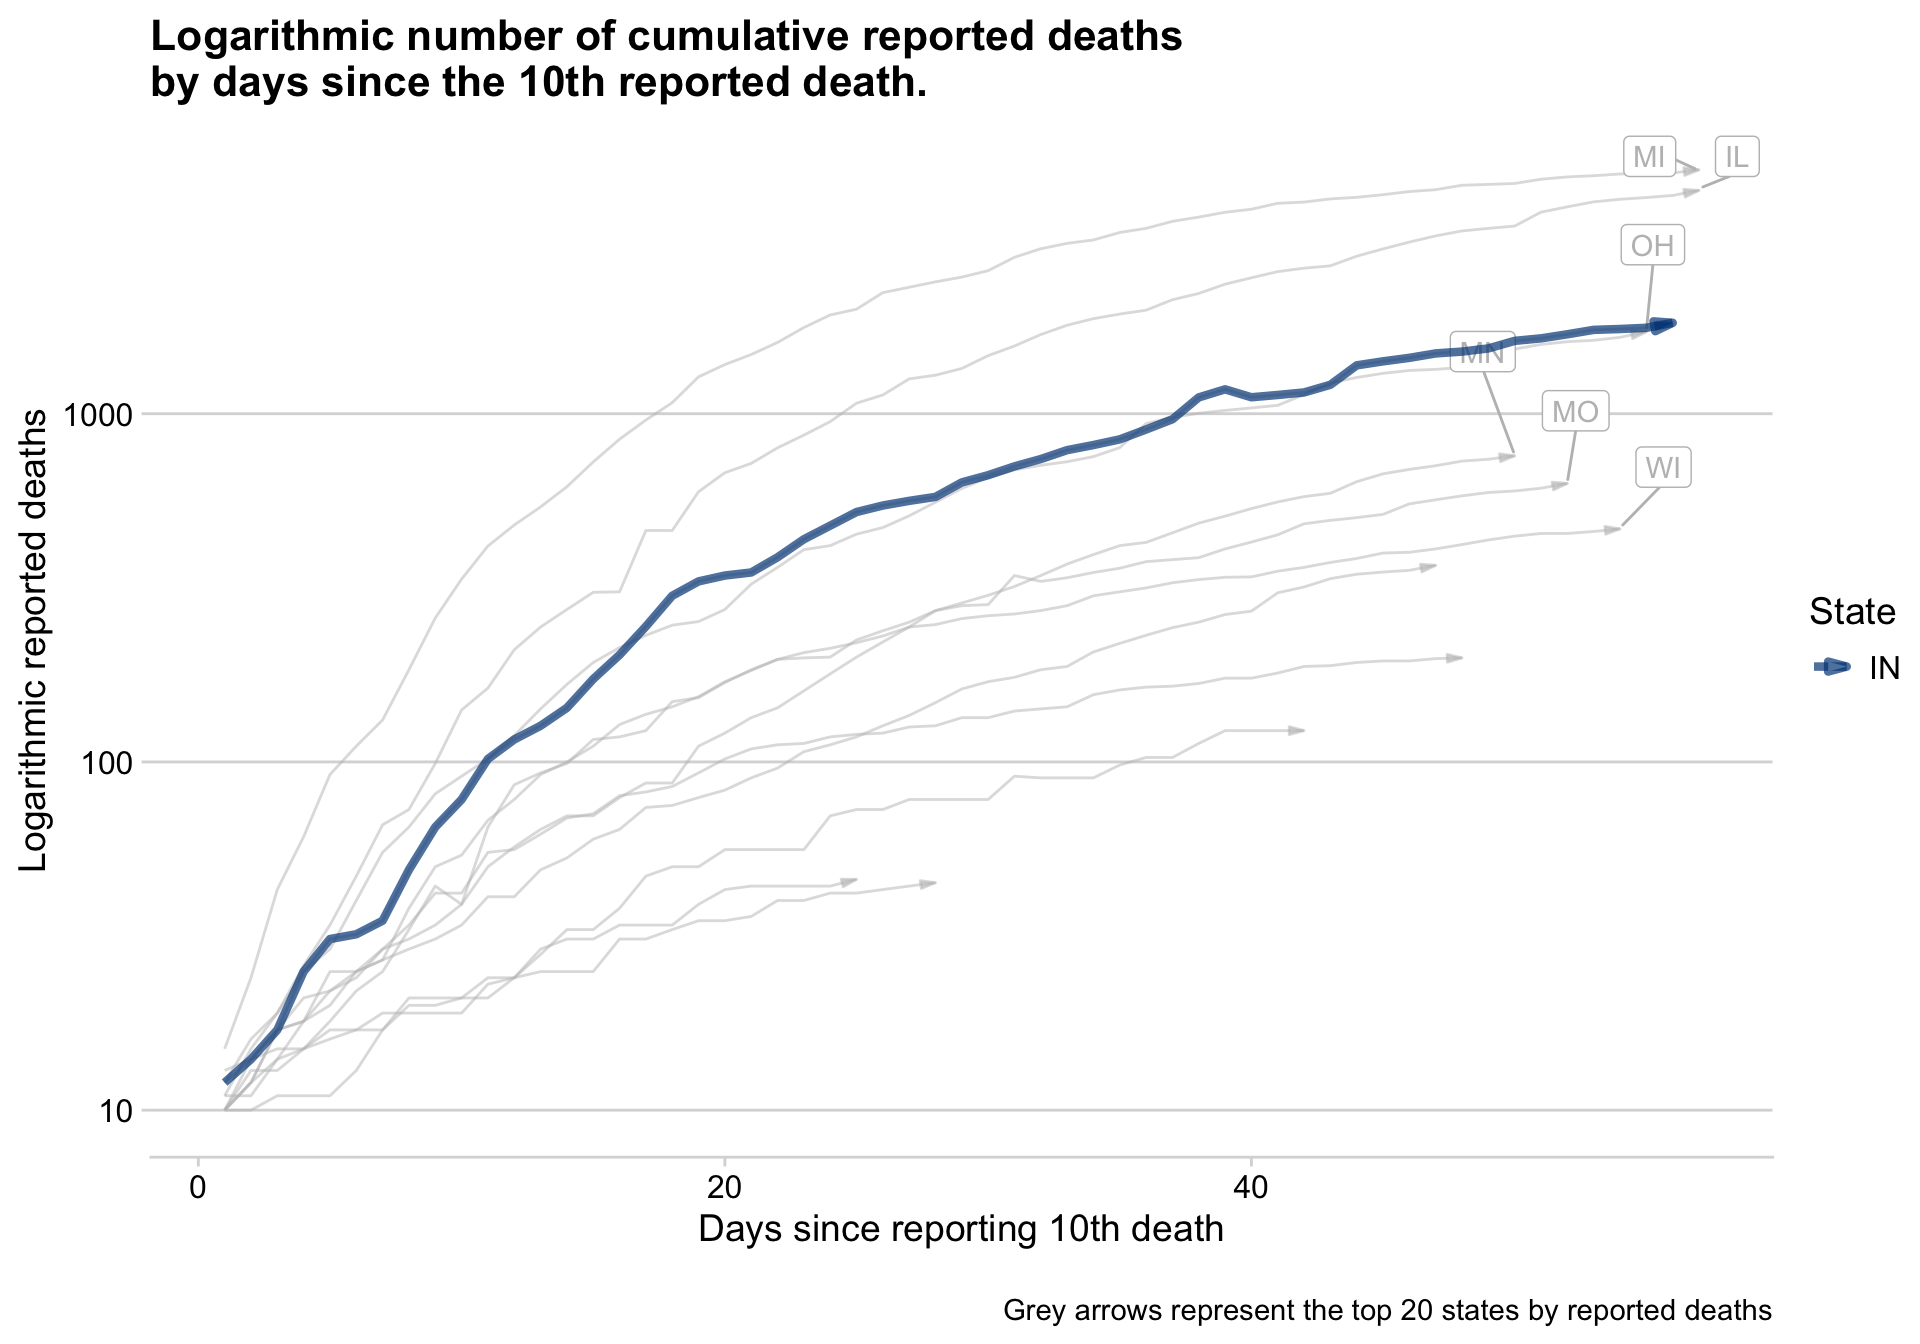 Logarithmic number of cumulative reported deaths
by days since the 10th reported death.
MI
IL
OH
MN
MO
WI
1000
100
10
Logarithmic reported deaths
0
20
40
Days since reporting 10th death
State
IN
Grey arrows represent the top 20 states by reported deaths